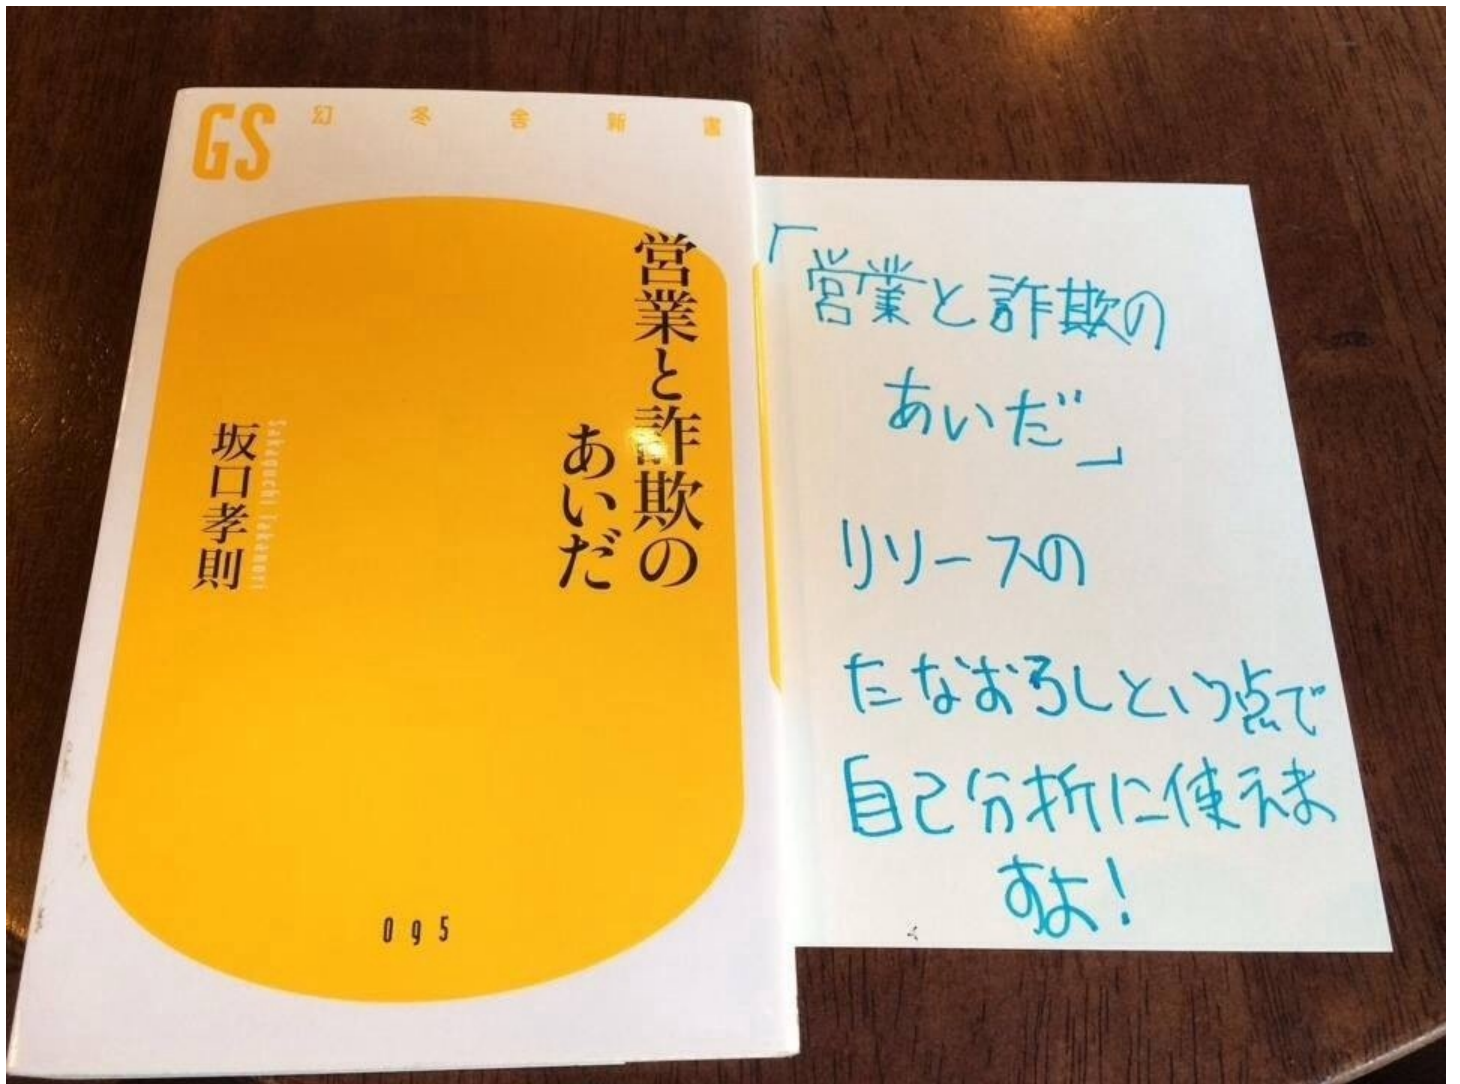 GS 幻冬舎新書
営業と詐欺の
あいだ
坂口孝則
Sakaguchi Takanori
095
「営業と詐欺の
あいだ」
リソースの
たなおろしという点で
自己分析に使えま
すよ!